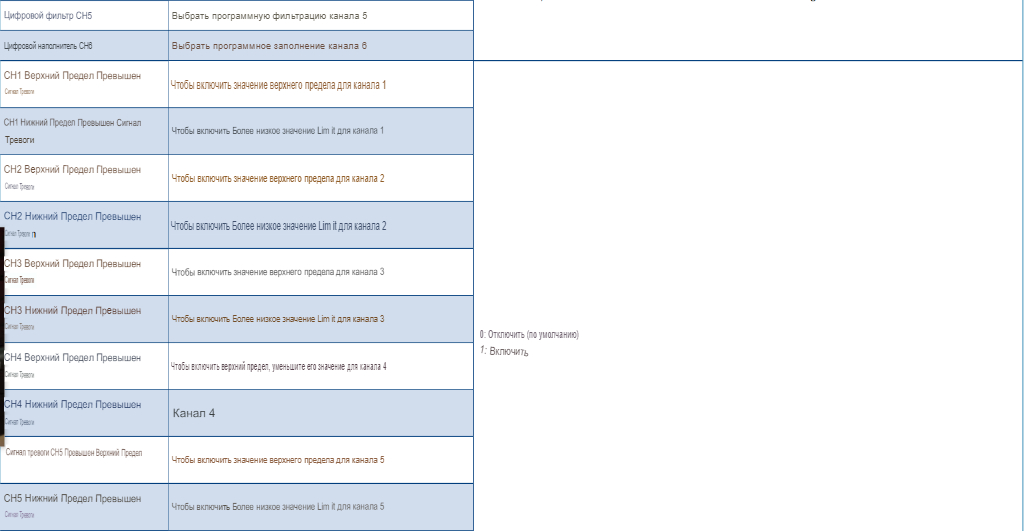 Цифровой фильтр CH5
Выбрать программную фильтрацию канала 5
Цифровой наполнитель CH6
Выбрать программное заполнение канала 6
CH1 Верхний Предел Превышен
Сигнал Тревоги
Чтобы включить значение верхнего предела для канала 1
CH1 Нижний Предел Превышен Сигнал
Тревоги
Чтобы включить Более низкое значение Lim it для канала 1
CH2 Верхний Предел Превышен
Сигнал Тревоги
Чтобы включить значение верхнего предела для канала 2
CH2 Нижний Предел Превышен
Сигнал Тревоги п
Чтобы включить Более низкое значение Lim it для канала 2
CH3 Верхний Предел Превышен
Сигнал Тревоги
Чтобы включить значение верхнего предела для канала 3
CH3 Нижний Предел Превышен
Сигнал Тревоги
Чтобы включить Более низкое значение Lim it для канала 3
CH4 Верхний Предел Превышен
Сигнал Тревоги
Чтобы включить верхний предел, уменьшите его значение для канала 4
CH4 Нижний Предел Превышен
Сигнал Тревоги
Канал 4
Сигнал тревоги CH5 Превышен Верхний Предел
Чтобы включить значение верхнего предела для канала 5
CH5 Нижний Предел Превышен
Сигнал Тревоги
Чтобы включить Более низкое значение Lim it для канала 5
0: Отключить (по умолчанию)
1: Включить